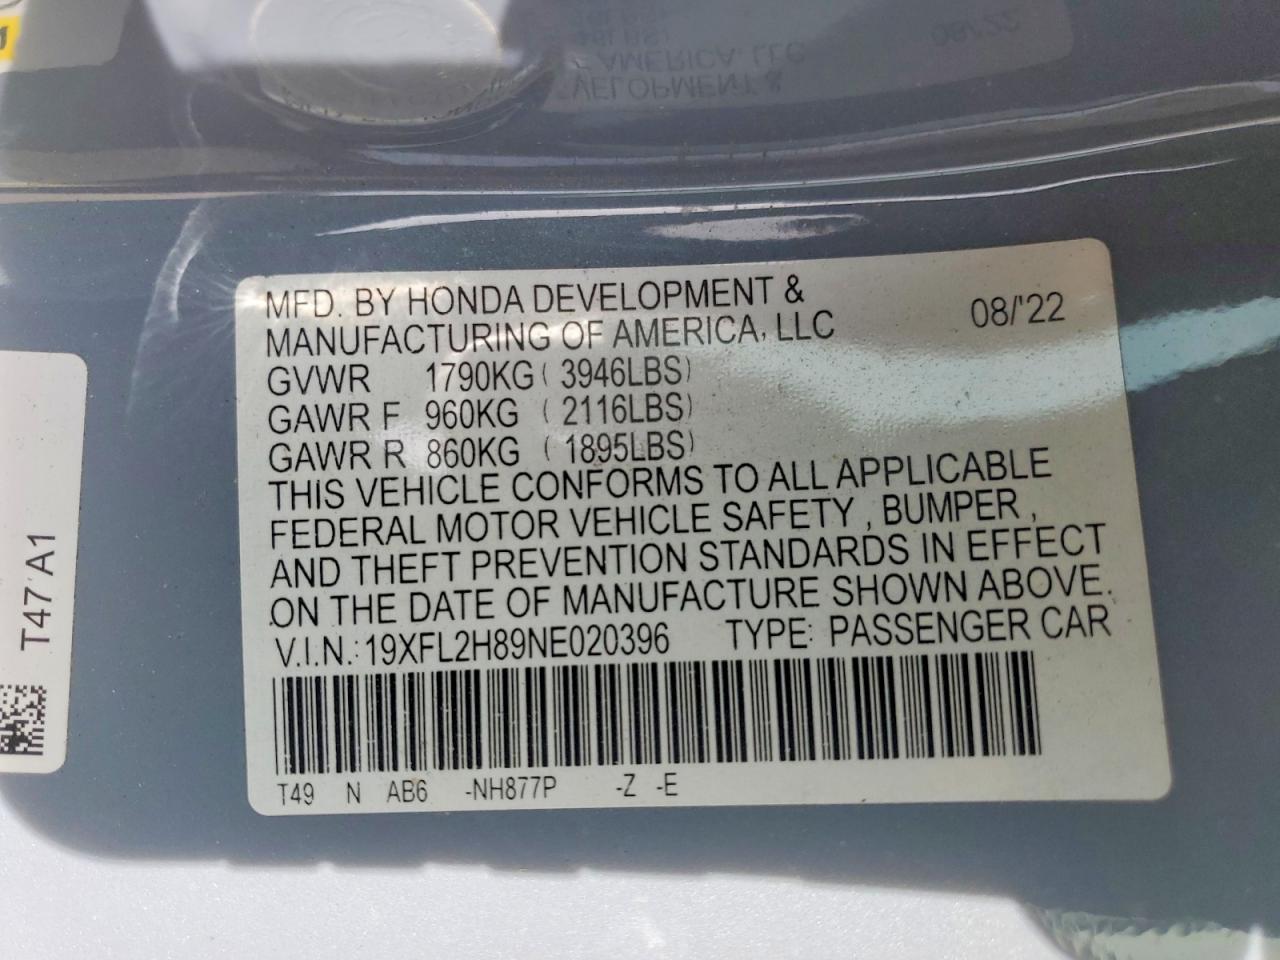 MFD. BY HONDA DEVELOPMENT &
MANUFACTURING OF AMERICA, LLC
08/'22
GVWR 1790KG ( 3946LBS)
GAWR F 960KG ( 2116LBS)
GAWR R 860KG ( 1895LBS)
THIS VEHICLE CONFORMS TO ALL APPLICABLE
FEDERAL MOTOR VEHICLE SAFETY , BUMPER ,
AND THEFT PREVENTION STANDARDS IN EFFECT
ON THE DATE OF MANUFACTURE SHOWN ABOVE.
V.I.N.: 19XFL2H89NE020396 TYPE: PASSENGER CAR
T49 N AB6 -NH877P -Z -E
T47 A1